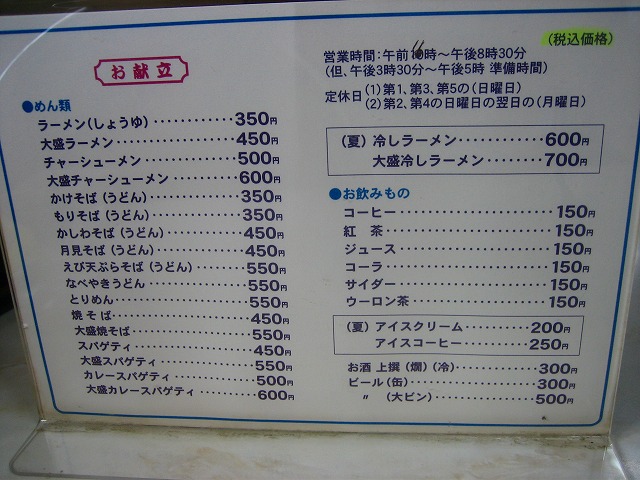 お献立
●めん類
ラーメン(しょうゆ)············350円
大盛ラーメン············450円
チャーシューメン············500円
大盛チャーシューメン·········600円
かけそば(うどん)············350円
もりそば(うどん)············350円
かしわそば(うどん)·········450円
月見そば(うどん)············450円
えび天ぷらそば(うどん)········550円
なべやきうどん············550円
とりめん············550円
焼そば············450円
大盛焼そば············550円
スパゲティ············450円
大盛スパゲティ············550円
カレースパゲティ············500円
大盛カレースパゲティ·········600円
(税込価格)
営業時間:午前 時〜午後8時30分
(但、午後3時30分〜午後5時 準備時間)
定休日(1)第1、第3、第5の(日曜日)
(2)第2、第4の日曜日の翌日の(月曜日)
(夏)冷しラーメン··········600円
大盛冷しラーメン·······700円
●お飲みもの
コーヒー··················150円
紅 茶··················150円
ジュース··················150円
コーラ··················150円
サイダー··················150円
ウーロン茶··················150円
(夏)アイスクリーム·········200円
アイスコーヒー·········250円
お酒 上撰(燗)(冷)···········300円
ビール(缶)···············300円
〃 (大ビン)···············500円